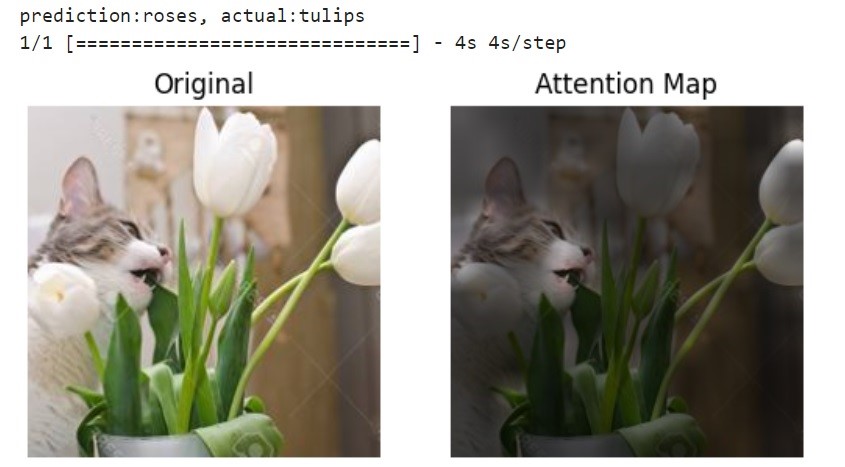 prediction:roses, actual:tulips
1/1 [==============================] - 4s 4s/step
Original
Attention Map